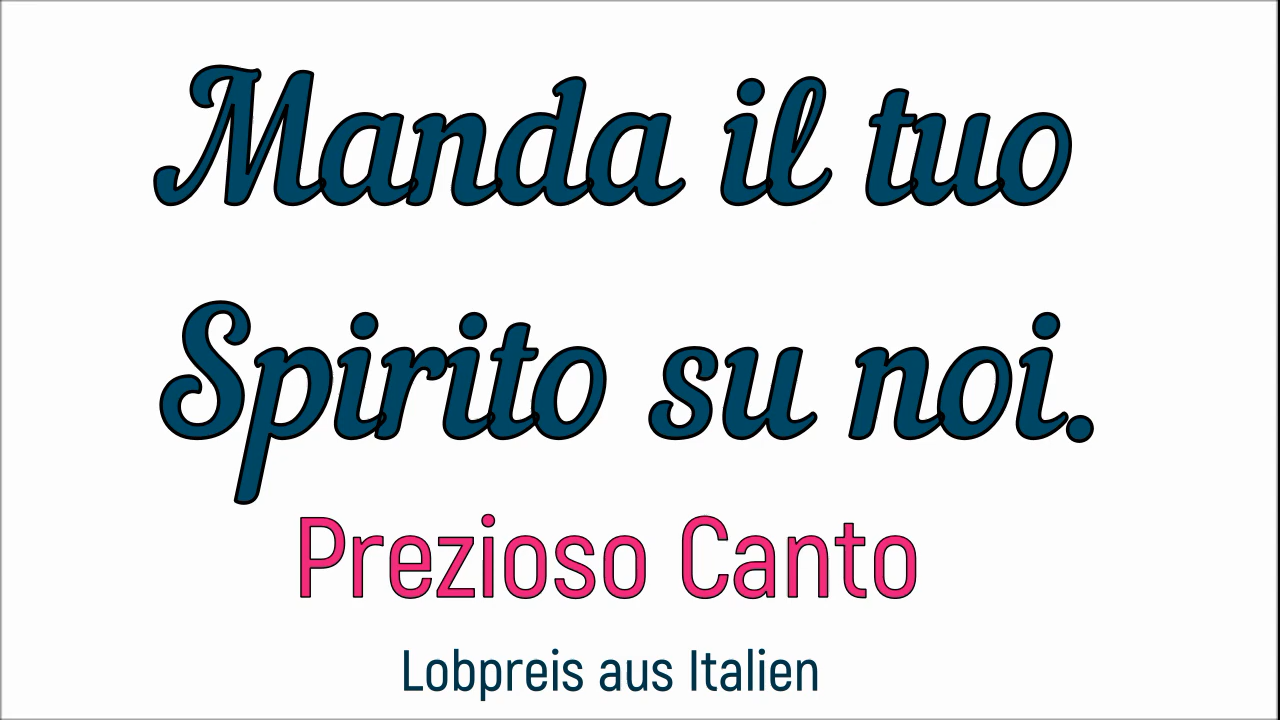 Manda il tuo
Spirito su noi.
Prezioso Canto
Lobpreis aus Italien